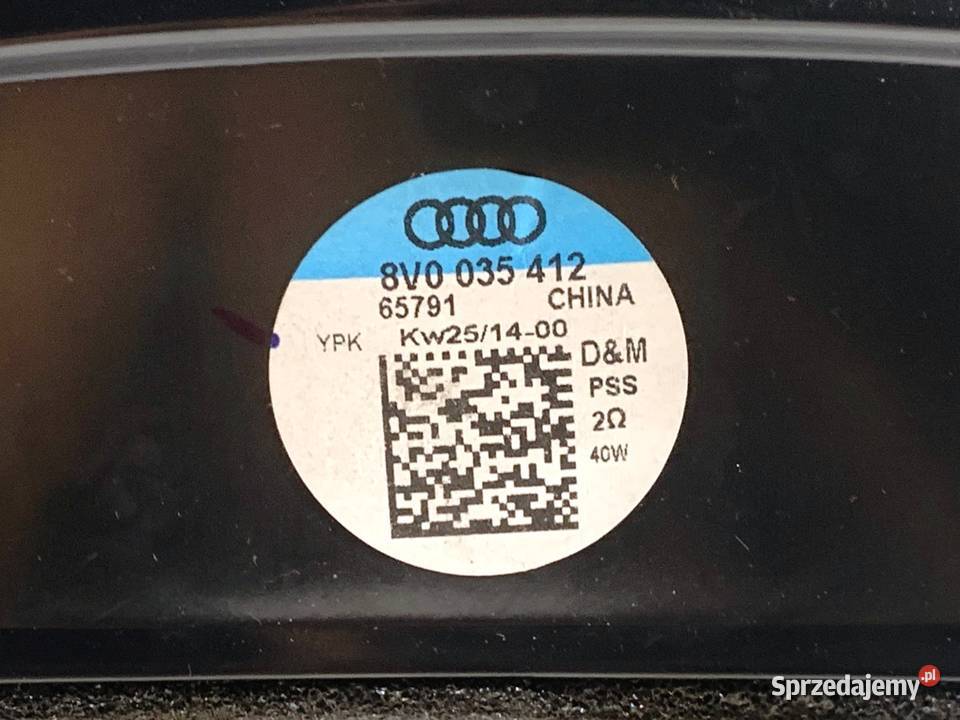 8V0 035 412
65791 CHINA
YPK Kw25/14-00
D&M
PSS
2Ω
40W
Sprzedajemy.pl